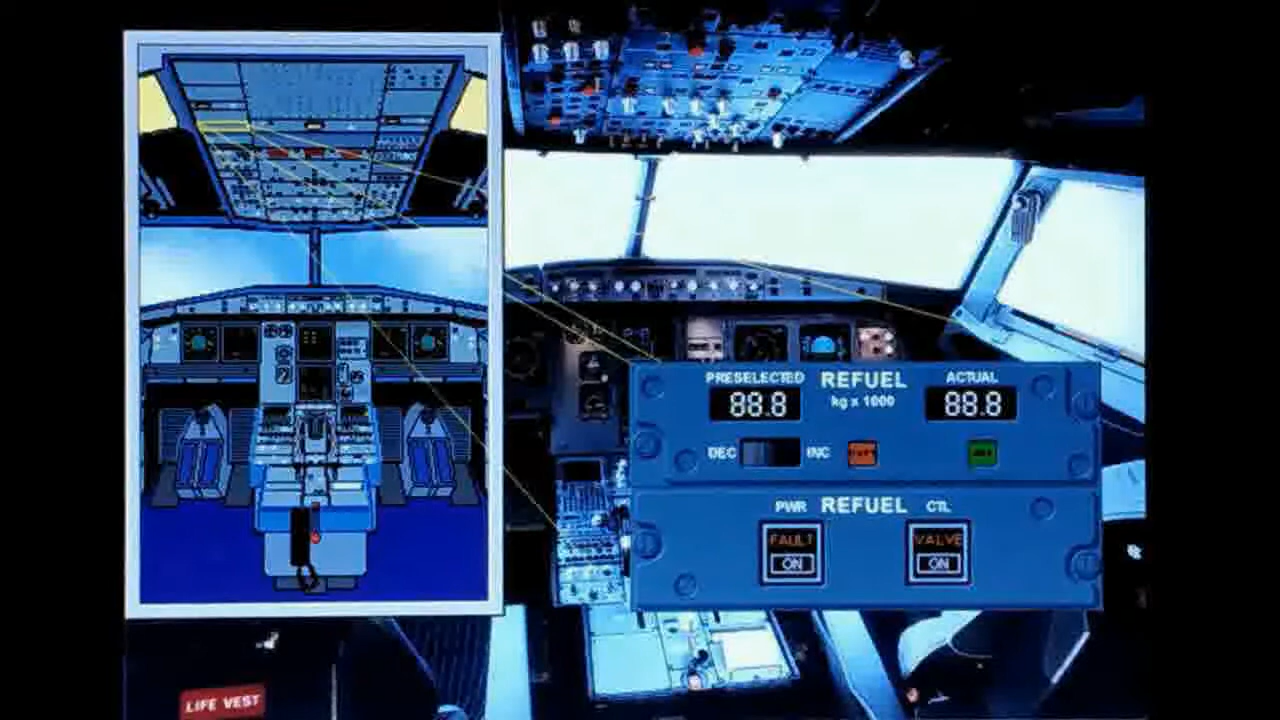 PRESELECTED REFUEL ACTUAL
88.8 kg x 1000 88.8
DEC INC
PWR REFUEL CTL
FAULT VALVE
ON ON
LIFE VEST